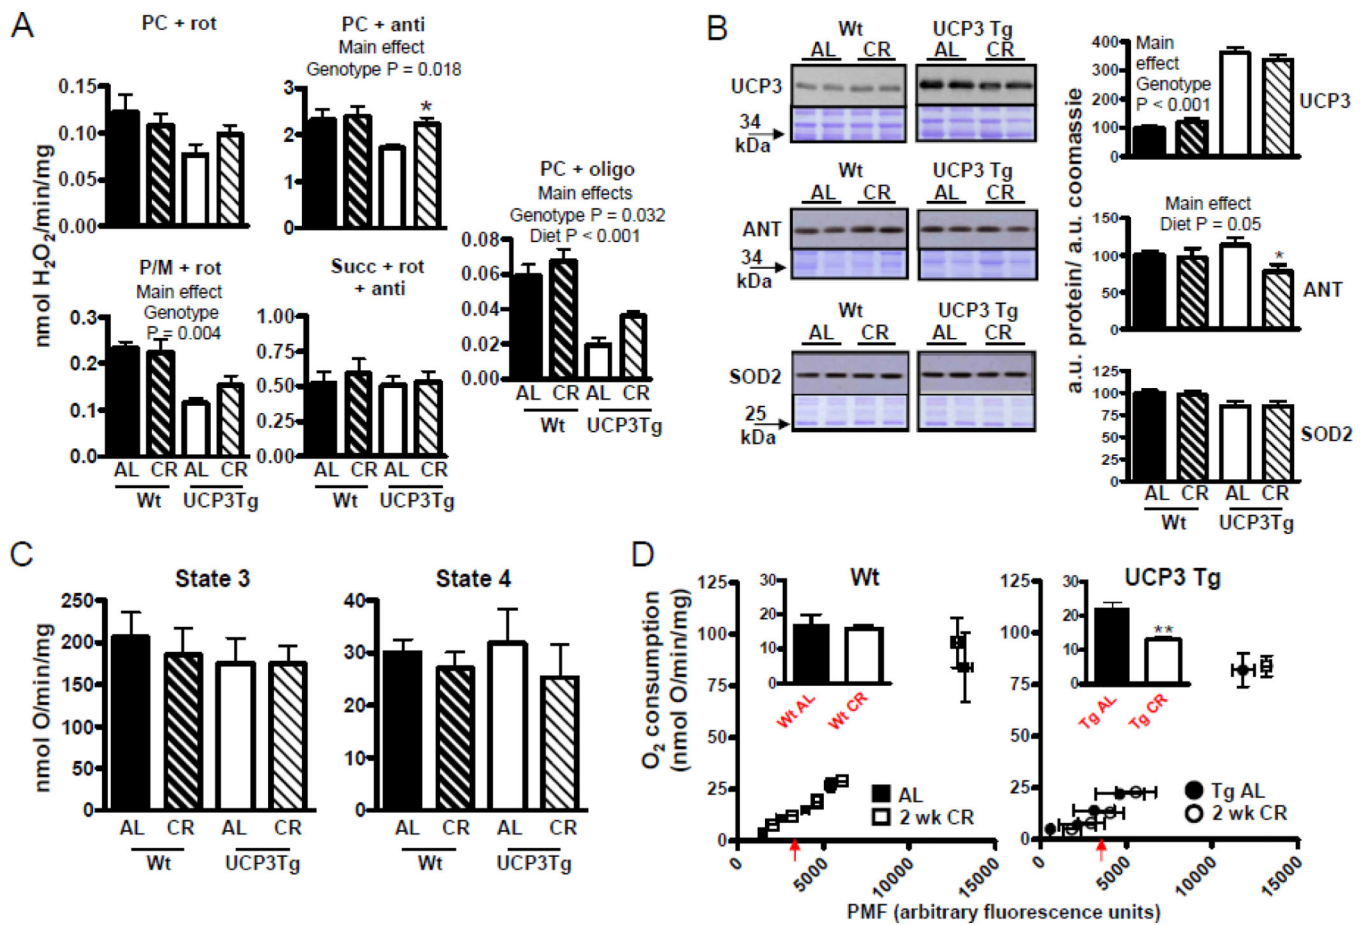 A
PC + rot
0.20
0.15
0.10
0.05
0.00
PC + anti
Main effect
Genotype P = 0.018
3
2
1
0
*
nmol H2O2/min/mg
P/M + rot
Main effect
Genotype
P = 0.004
0.3
0.2
0.1
0.0
AL CR AL CR
Wt UCP3Tg
Succ + rot
+ anti
1.00
0.75
0.50
0.25
0.00
AL CR AL CR
Wt UCP3Tg
PC + oligo
Main effects
Genotype P = 0.032
Diet P < 0.001
0.08
0.06
0.04
0.02
0.00
AL CR AL CR
Wt UCP3Tg
B
Wt UCP3 Tg
AL CR AL CR
UCP3
34
kDa
Wt UCP3 Tg
AL CR AL CR
ANT
34
kDa
Wt UCP3 Tg
AL CR AL CR
SOD2
25
kDa
a.u. protein/ a.u. coomassie
400
300
200
100
0
Main
effect
Genotype
P < 0.001
UCP3
Main effect
Diet P = 0.05
150
100
50
0
*
ANT
125
100
75
50
25
0
SOD2
AL CR AL CR
Wt UCP3Tg
C
State 3
nmol O/min/mg
250
200
150
100
50
0
AL CR AL CR
Wt UCP3Tg
State 4
40
30
20
10
0
AL CR AL CR
Wt UCP3Tg
D
O2 consumption
(nmol O/min/mg)
Wt
125
100
75
50
25
0
30
20
10
0
Wt AL Wt CR
AL
2 wk CR
0 5000 10000 15000
UCP3 Tg
125
100
75
50
25
0
30
20
10
0
**
Tg AL Tg CR
Tg AL
2 wk CR
0 5000 10000 15000
PMF (arbitrary fluorescence units)